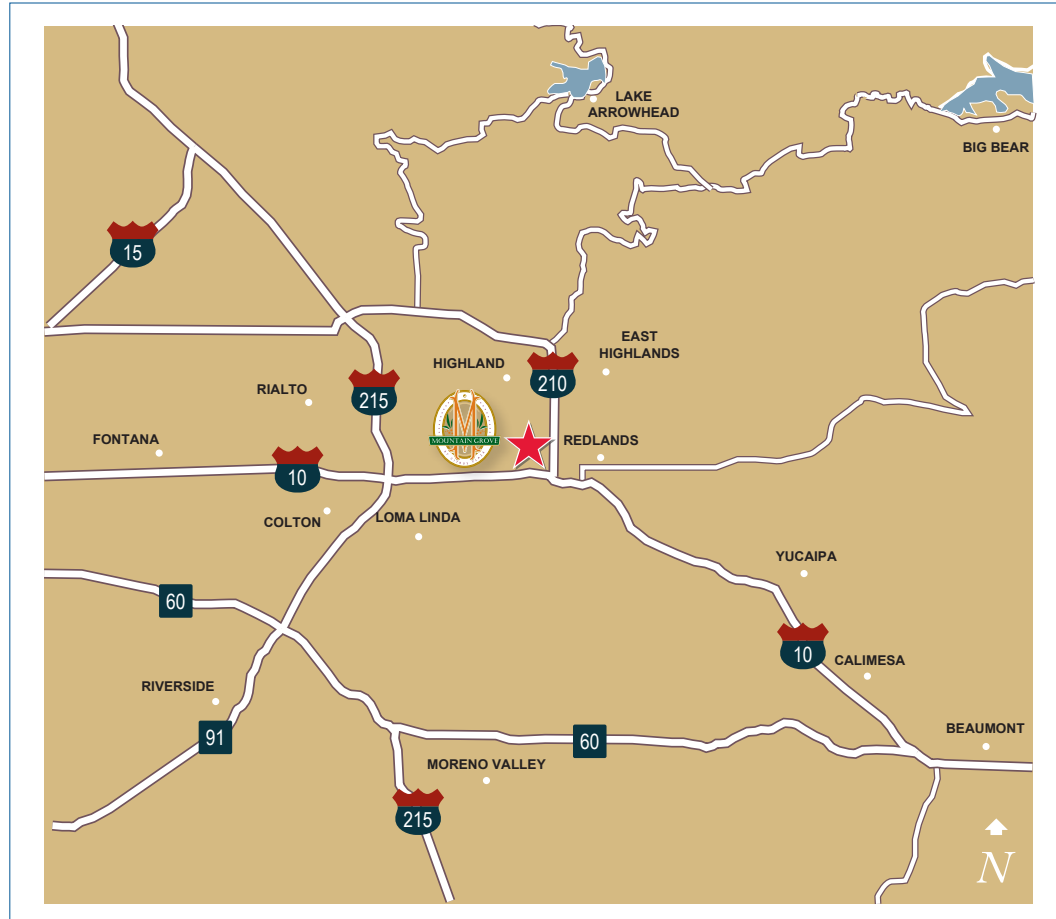 LAKE
ARROWHEAD
BIG BEAR
15
EAST
HIGHLANDS
HIGHLAND
210
RIALTO
215
MOUNTAIN GROVE
FONTANA
REDLANDS
10
COLTON
LOMA LINDA
YUCAIPA
60
10
CALIMESA
RIVERSIDE
91
60
BEAUMONT
MORENO VALLEY
215
N